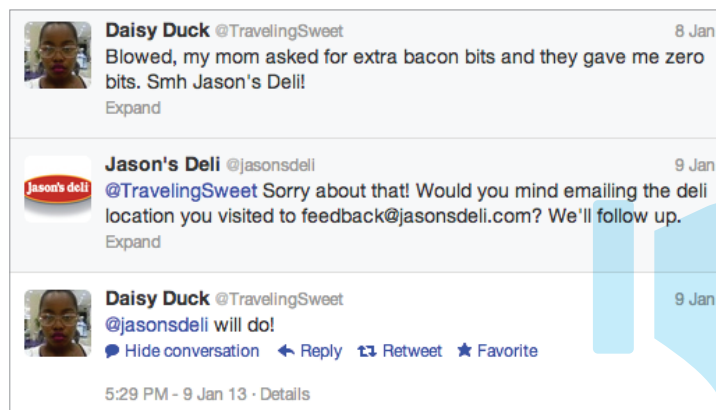 Daisy Duck @TravelingSweet 8 Jan
Blowed, my mom asked for extra bacon bits and they gave me zero
bits. Smh Jason's Deli!
Expand
Jason's Deli @jasonsdeli 9 Jan
jason's deli
@TravelingSweet Sorry about that! Would you mind emailing the deli
location you visited to feedback@jasonsdeli.com? We'll follow up.
Expand
Daisy Duck @TravelingSweet 9 Jan
@jasonsdeli will do!
Hide conversation Reply Retweet Favorite
5:29 PM - 9 Jan 13 · Details